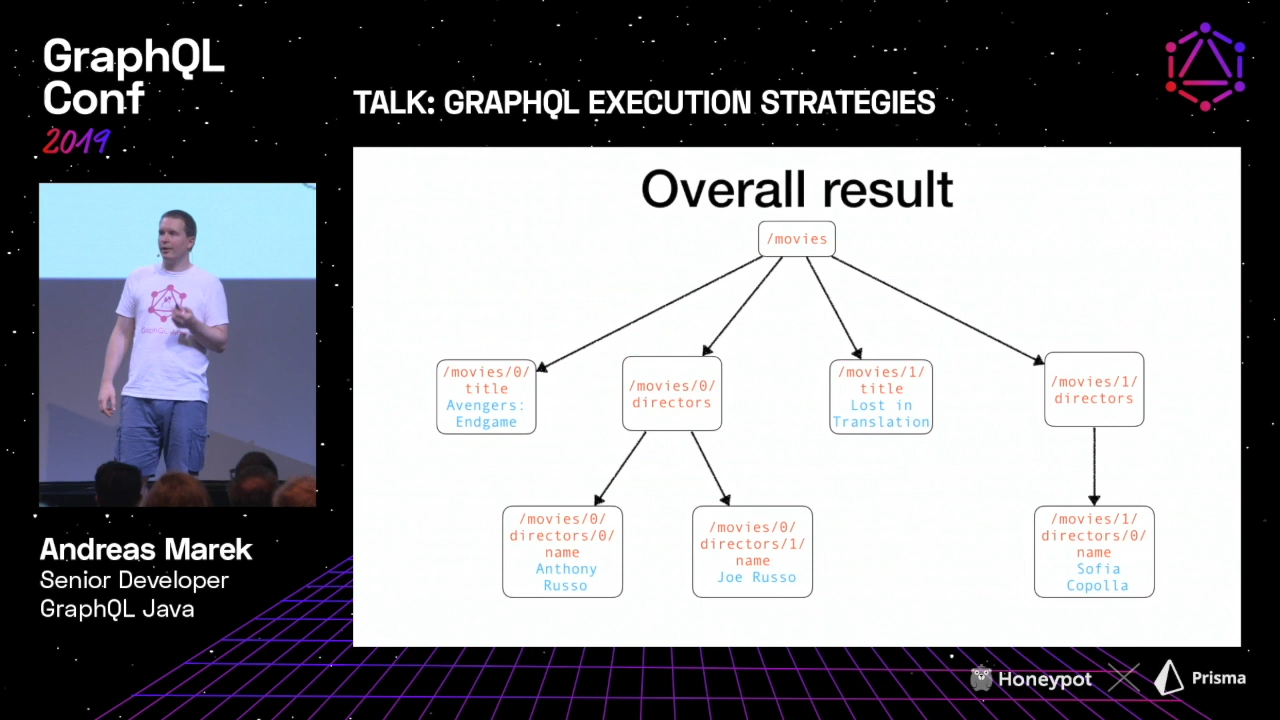 GraphQL
Conf
2019
TALK: GRAPHQL EXECUTION STRATEGIES
Overall result
/movies
/movies/0/
title
Avengers:
Endgame
/movies/0/
directors
/movies/1/
title
Lost in
Translation
/movies/1/
directors
/movies/0/
directors/0/
name
Anthony
Russo
/movies/0/
directors/1/
name
Joe Russo
/movies/1/
directors/0/
name
Sofia
Copolla
Andreas Marek
Senior Developer
GraphQL Java
Honeypot
Prisma